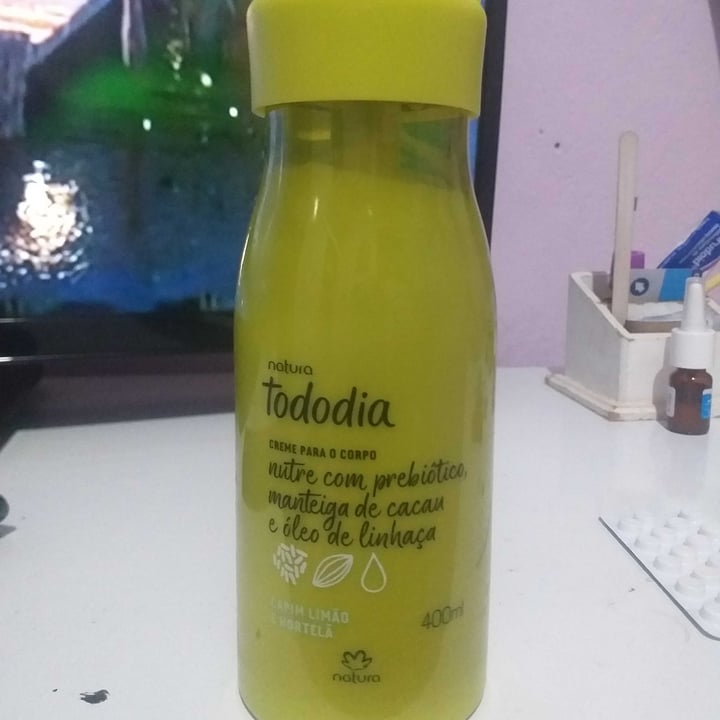 natura
tododia
CREME PARA O CORPO
nutre com prebiótico,
manteiga de cacau
e óleo de linhaça
CAPIM LIMÃO
E HORTELÃ
400ml
natura